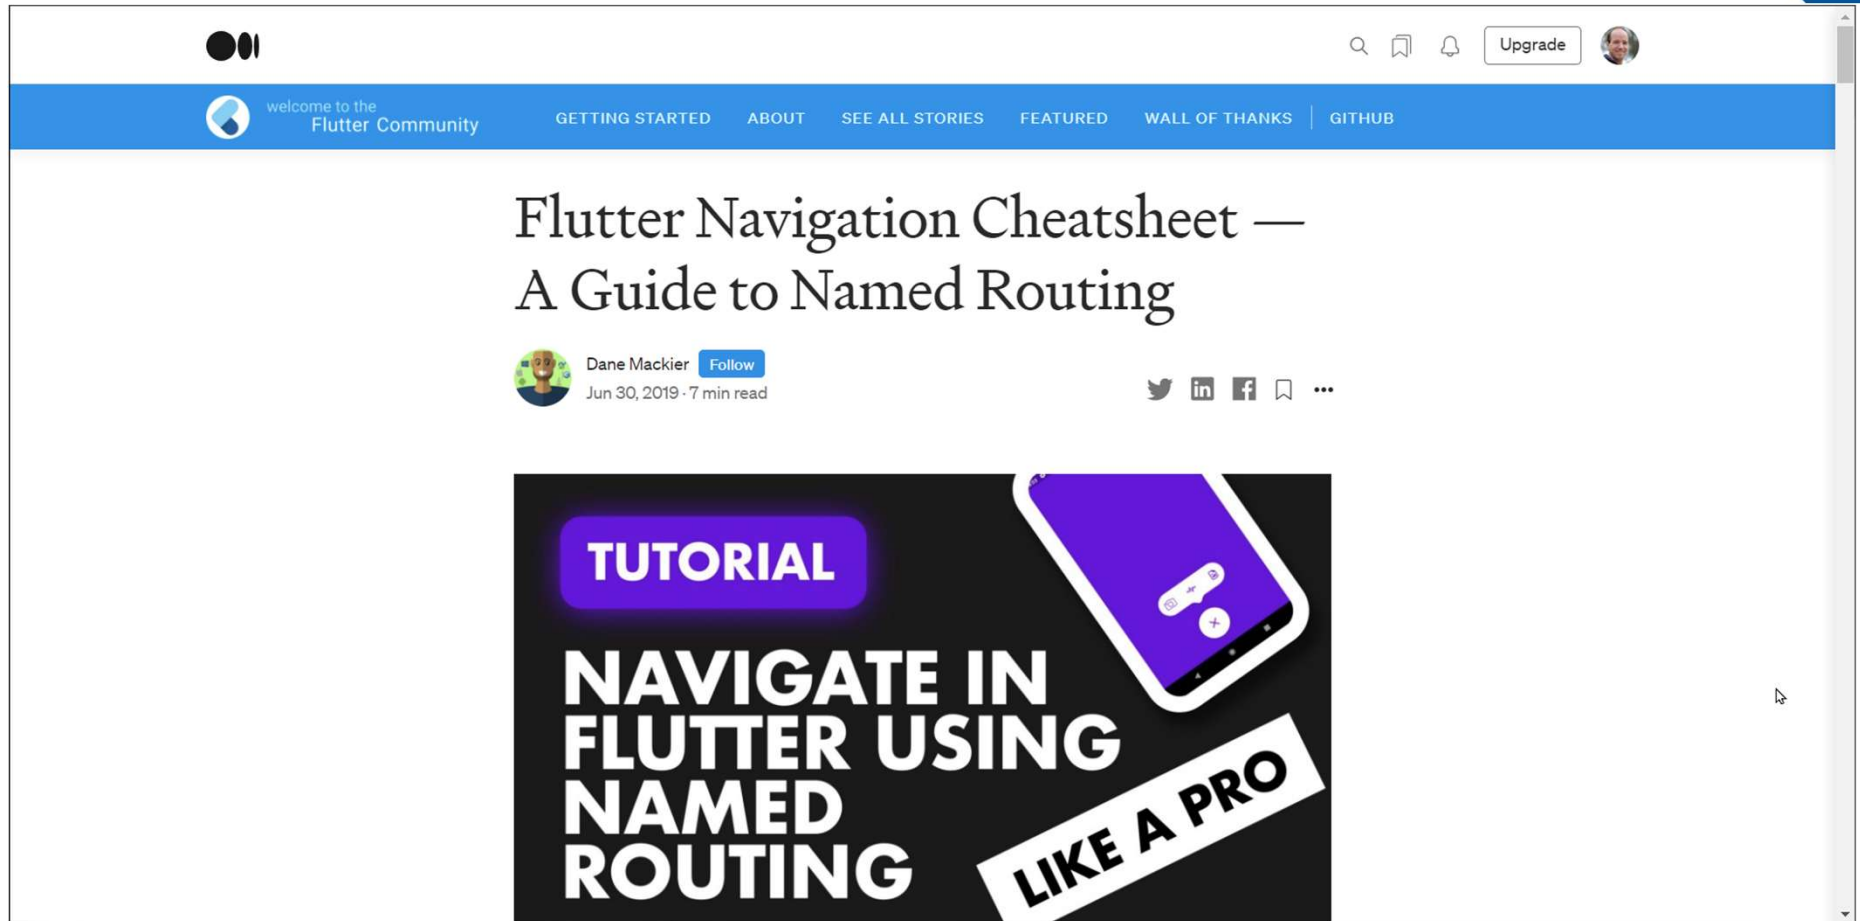 Upgrade
welcome to the
Flutter Community
GETTING STARTED
ABOUT
SEE ALL STORIES
FEATURED
WALL OF THANKS
GITHUB
Flutter Navigation Cheatsheet —
A Guide to Named Routing
Dane Mackier
Follow
Jun 30, 2019 · 7 min read
TUTORIAL
NAVIGATE IN
FLUTTER USING
NAMED
ROUTING
LIKE A PRO